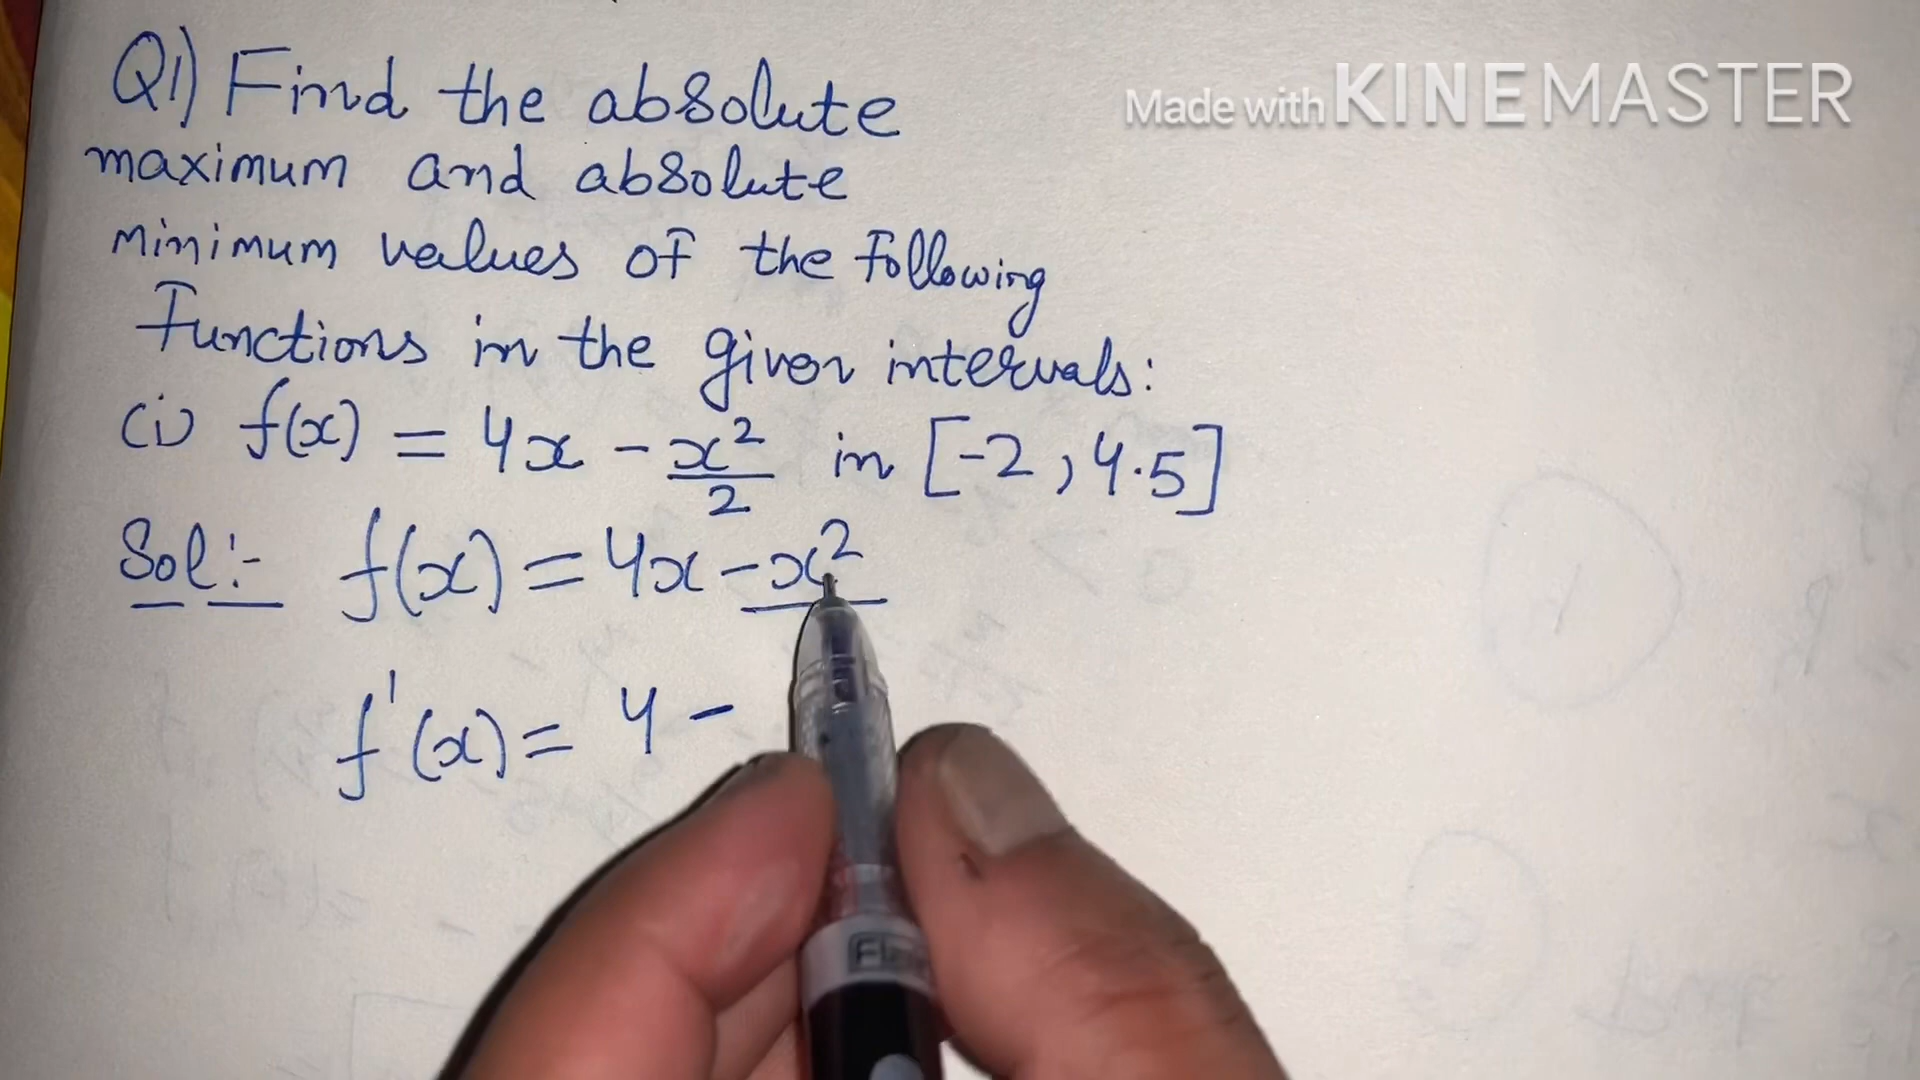 Q1) Find the absolute
Made with KINEMASTER
maximum and absolute
minimum values of the following
Functions in the given intervals:
(i) f(x) = 4x - x²/2 in [-2, 4.5]
Sol:- f(x) = 4x - x²
f'(x) = 4 -